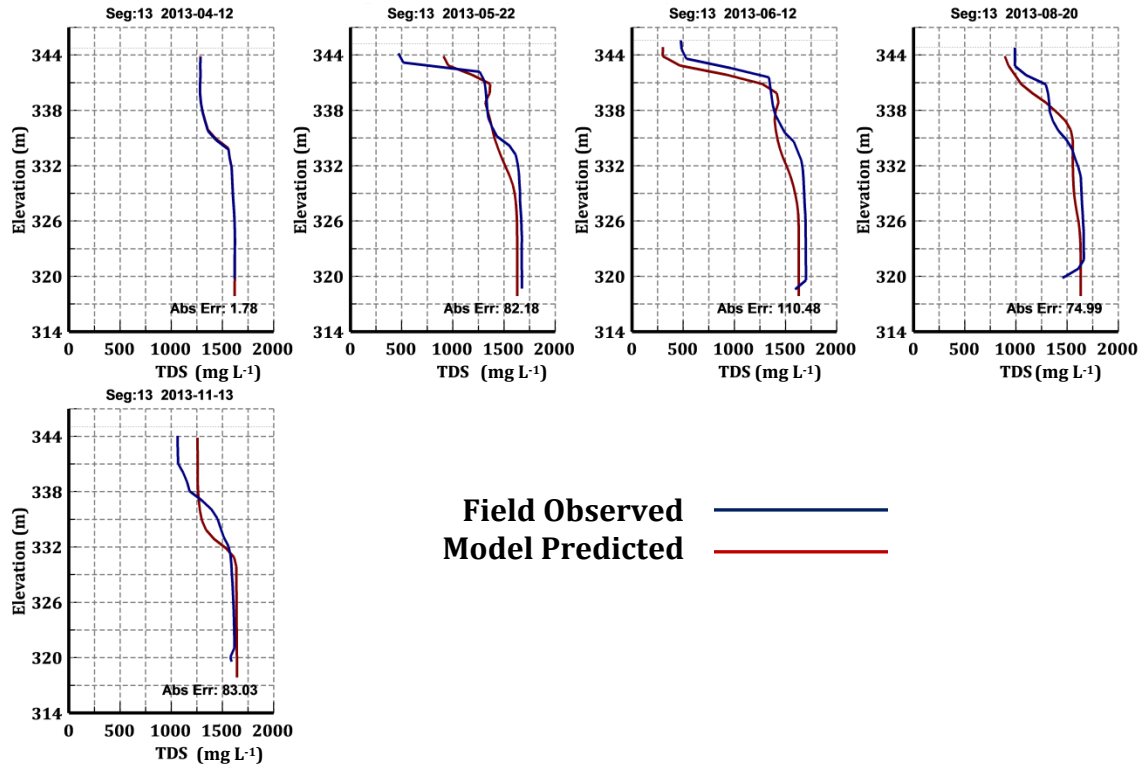 Seg:13 2013-04-12
Elevation (m)
344
338
332
326
320
314
Abs Err: 1.78
0 500 1000 1500 2000
TDS (mg L-1)
Seg:13 2013-05-22
Elevation (m)
344
338
332
326
320
314
Abs Err: 82.18
0 500 1000 1500 2000
TDS (mg L-1)
Seg:13 2013-06-12
Elevation (m)
344
338
332
326
320
314
Abs Err: 110.48
0 500 1000 1500 2000
TDS (mg L-1)
Seg:13 2013-08-20
Elevation (m)
344
338
332
326
320
314
Abs Err: 74.99
0 500 1000 1500 2000
TDS (mg L-1)
Seg:13 2013-11-13
Elevation (m)
344
338
332
326
320
314
Abs Err: 83.03
0 500 1000 1500 2000
TDS (mg L-1)
Field Observed
Model Predicted